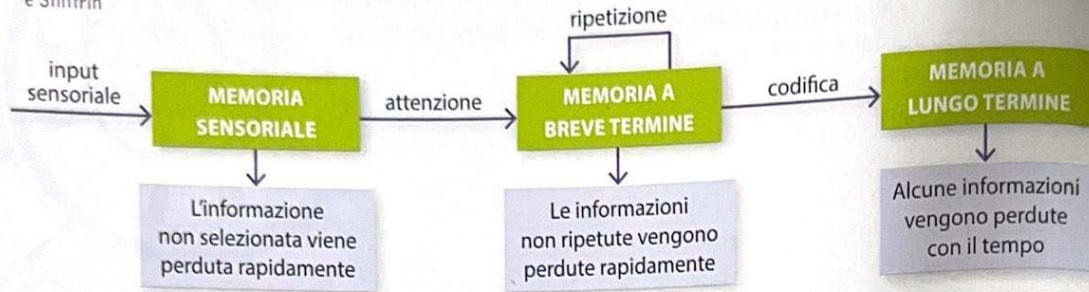 e Shiffrin
ripetizione
input
sensoriale
MEMORIA
SENSORIALE
attenzione
MEMORIA A
BREVE TERMINE
codifica
MEMORIA A
LUNGO TERMINE
L'informazione
non selezionata viene
perduta rapidamente
Le informazioni
non ripetute vengono
perdute rapidamente
Alcune informazioni
vengono perdute
con il tempo